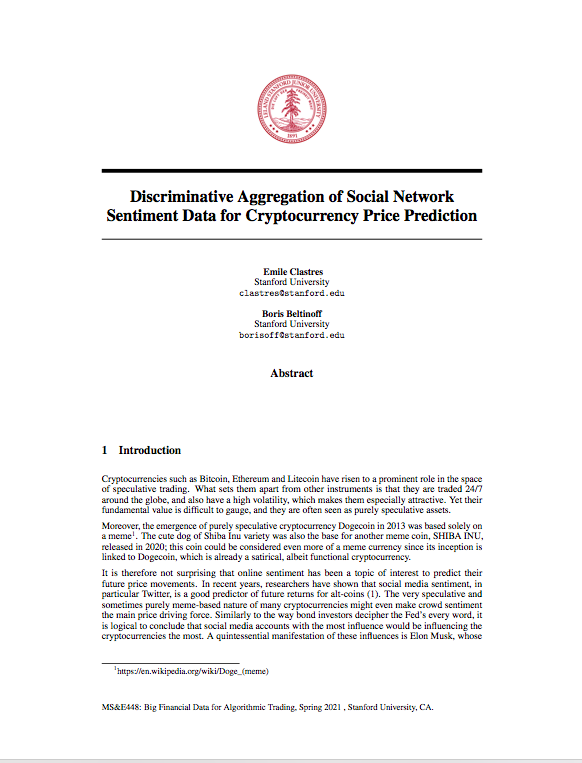 Discriminative Aggregation of Social Network
Sentiment Data for Cryptocurrency Price Prediction
Emile Clastres
Stanford University
clastres@stanford.edu
Boris Beltinoff
Stanford University
borisoff@stanford.edu
Abstract
1 Introduction
Cryptocurrencies such as Bitcoin, Ethereum and Litecoin have risen to a prominent role in the space
of speculative trading. What sets them apart from other instruments is that they are traded 24/7
around the globe, and also have a high volatility, which makes them especially attractive. Yet their
fundamental value is difficult to gauge, and they are often seen as purely speculative assets.
Moreover, the emergence of purely speculative cryptocurrency Dogecoin in 2013 was based solely on
a meme1. The cute dog of Shiba Inu variety was also the base for another meme coin, SHIBA INU,
released in 2020; this coin could be considered even more of a meme currency since its inception is
linked to Dogecoin, which is already a satirical, albeit functional cryptocurrency.
It is therefore not surprising that online sentiment has been a topic of interest to predict their
future price movements. In recent years, researchers have shown that social media sentiment, in
particular Twitter, is a good predictor of future returns for alt-coins (1). The very speculative and
sometimes purely meme-based nature of many cryptocurrencies might even make crowd sentiment
the main price driving force. Similarly to the way bond investors decipher the Fed's every word, it
is logical to conclude that social media accounts with the most influence would be influencing the
cryptocurrencies the most. A quintessential manifestation of these influences is Elon Musk, whose
1https://en.wikipedia.org/wiki/Doge_(meme)
MS&E448: Big Financial Data for Algorithmic Trading, Spring 2021 , Stanford University, CA.